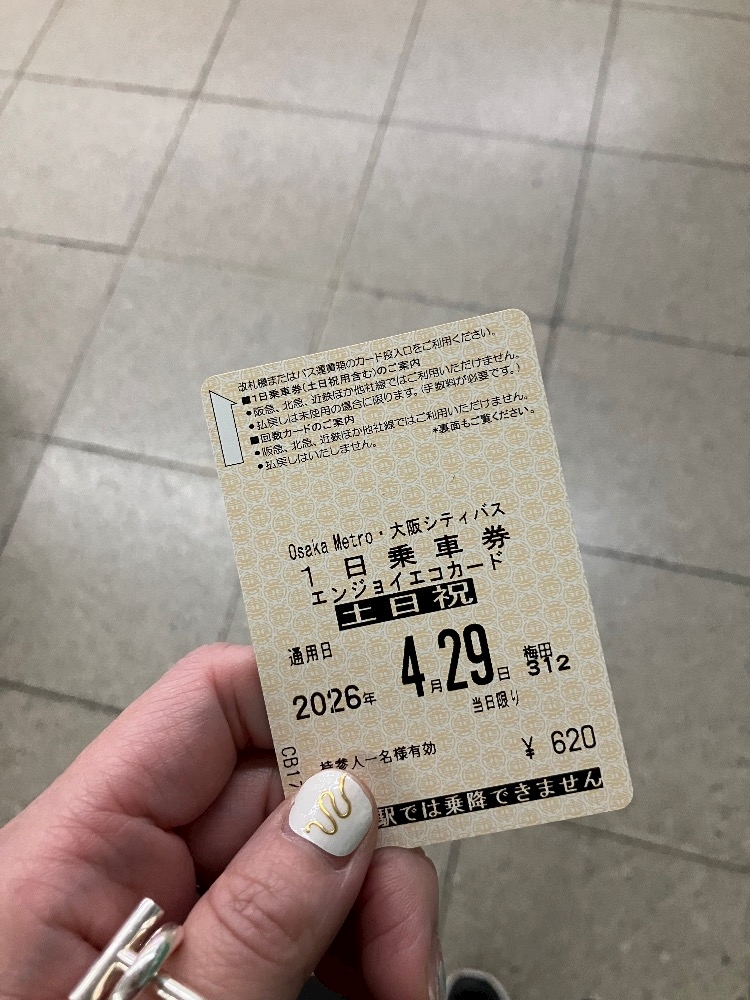 改札機またはバス運賃箱のカード投入口をご利用ください。
■1日乗車券(土日祝用含む)のご案内
●阪急、北急、近鉄ほか他社線ではご利用いただけません。
●払戻しは未使用の場合に限ります。(手数料が必要です。)
■回数カードのご案内
●阪急、北急、近鉄ほか他社線ではご利用いただけません。
●払戻しはいたしません。
*裏面もご覧ください。
Osaka Metro・大阪シティバス
1日乗車券
エンジョイエコカード
土日祝
通用日
2026年 4月29日
梅田
312
当日限り
持参人一名様有効
¥ 620
CB17
駅では乗降できません